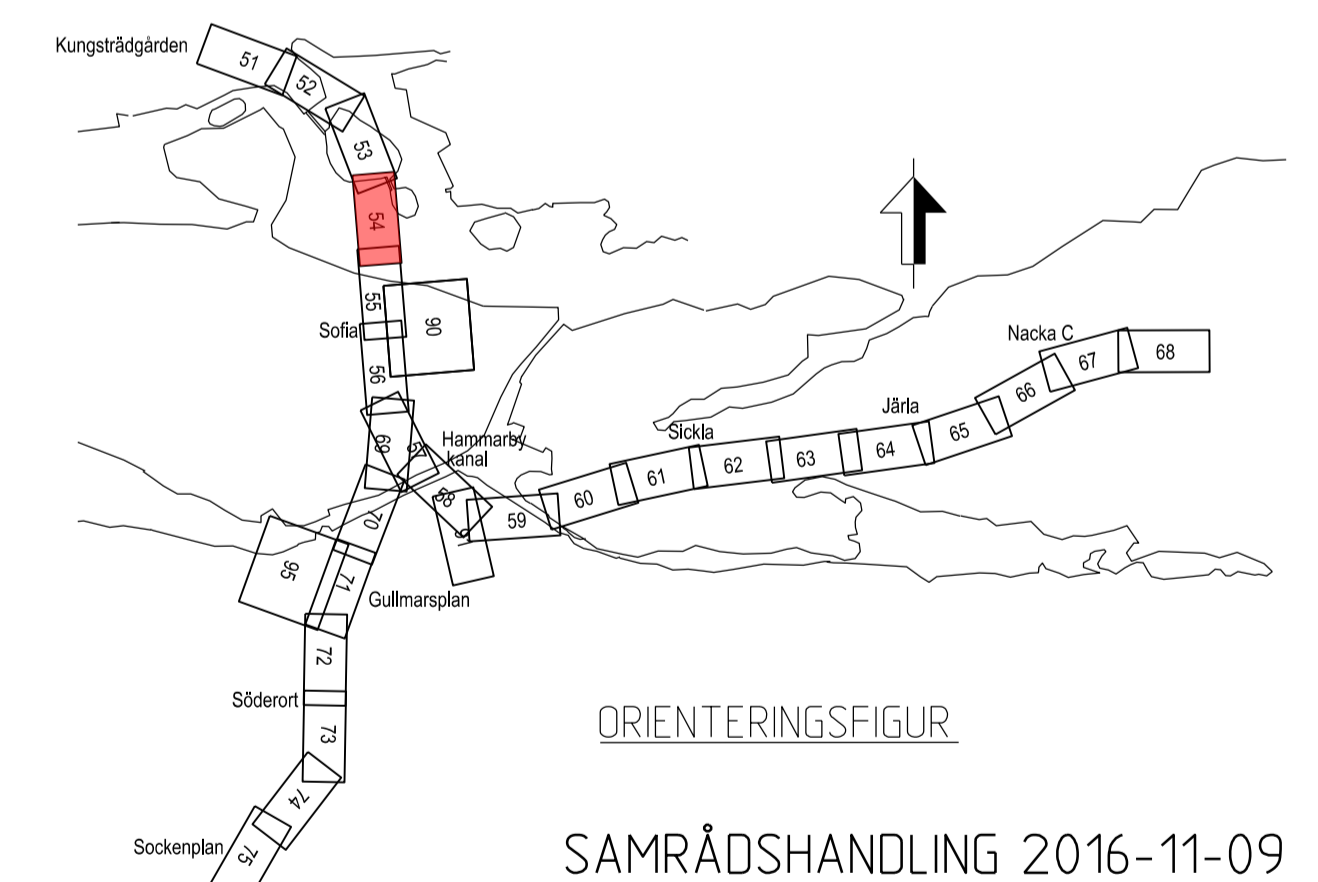 Kungsträdgården
51
52
53
54
55
Sofia
90
56
Nacka C
68
67
66
Järla
65
Sickla
64
63
62
61
60
59
69
57
Hammarby
kanal
58
70
95
71
Gullmarsplan
72
Söderort
73
74
Sockenplan
75
ORIENTERINGSFIGUR
SAMRÅDSHANDLING 2016-11-09